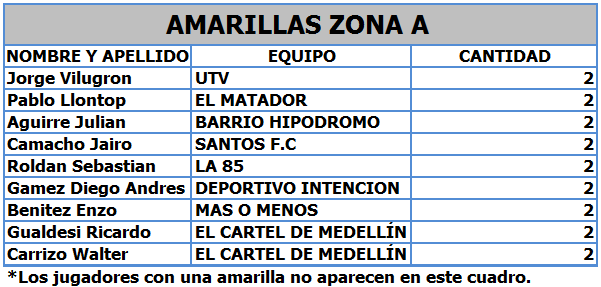 AMARILLAS ZONA A
NOMBRE Y APELLIDO EQUIPO CANTIDAD
Jorge Vilugron UTV 2
Pablo Llontop EL MATADOR 2
Aguirre Julian BARRIO HIPODROMO 2
Camacho Jairo SANTOS F.C 2
Roldan Sebastian LA 85 2
Gamez Diego Andres DEPORTIVO INTENCION 2
Benitez Enzo MAS O MENOS 2
Gualdesi Ricardo EL CARTEL DE MEDELLÍN 2
Carrizo Walter EL CARTEL DE MEDELLÍN 2
*Los jugadores con una amarilla no aparecen en este cuadro.